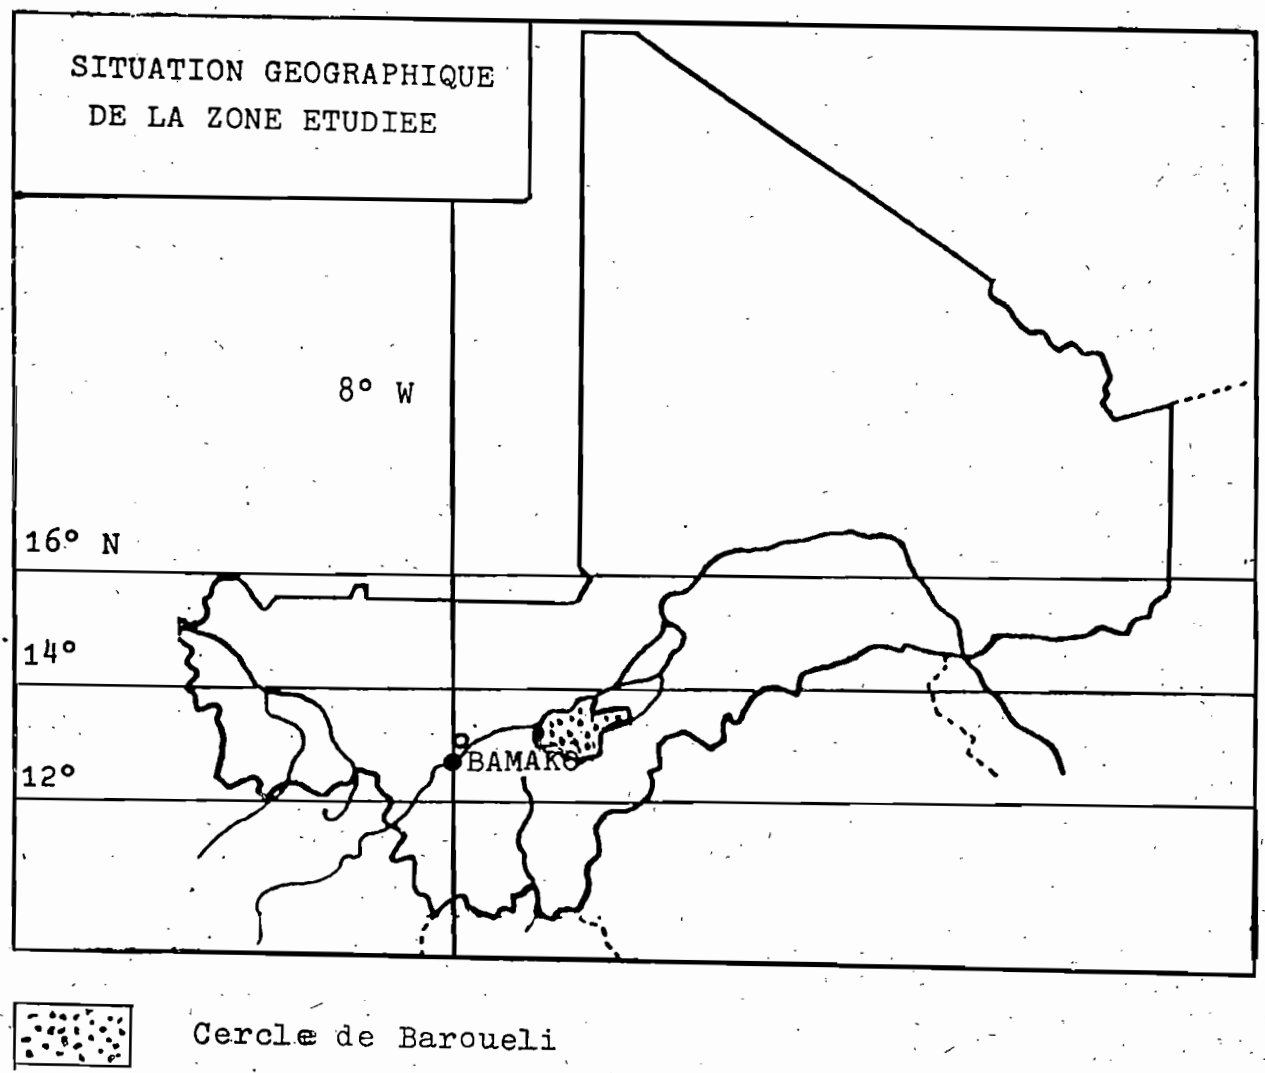 SITUATION GEOGRAPHIQUE
DE LA ZONE ETUDIEE
8° W
16° N
14°
12°
BAMAKO
Cercle de Baroueli